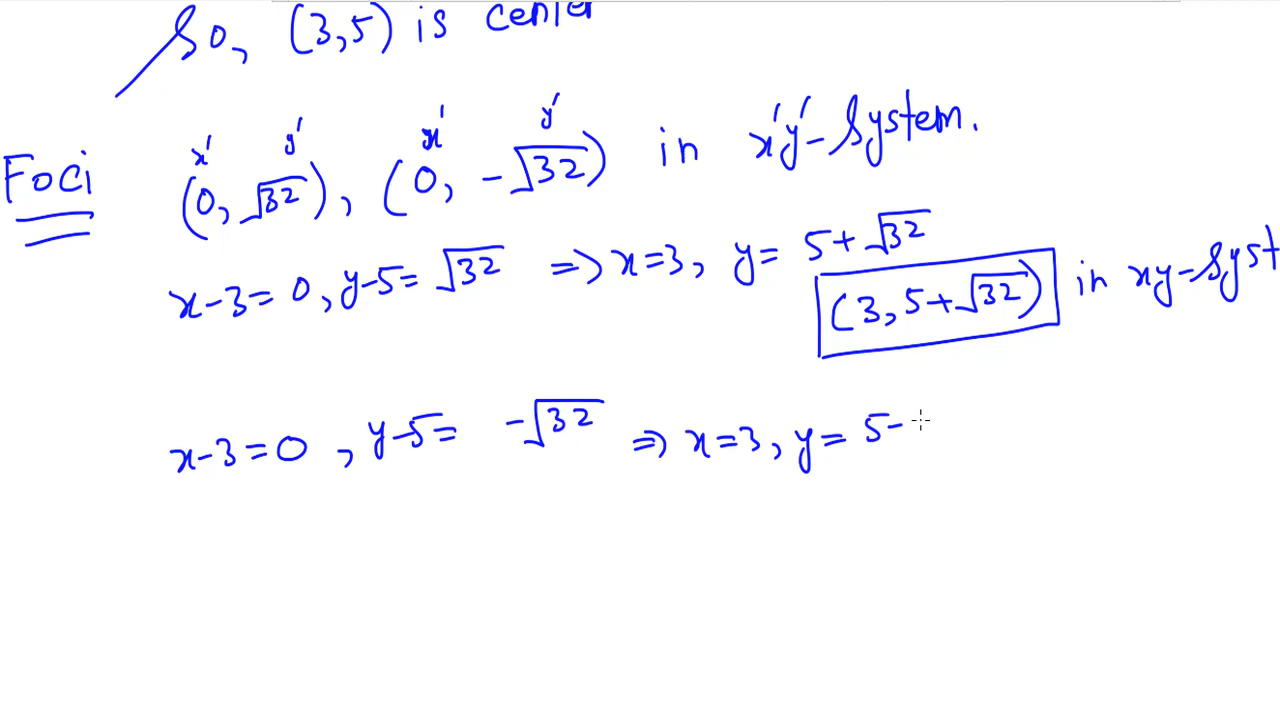 So, (3,5) is center
x' y' x' y'
Foci (0, √32), (0, -√32) in x'y'-System.
x-3=0, y-5=√32 ⇒ x=3, y= 5+√32
(3, 5+√32) in xy-Syst
x-3=0, y-5= -√32 ⇒ x=3, y= 5-